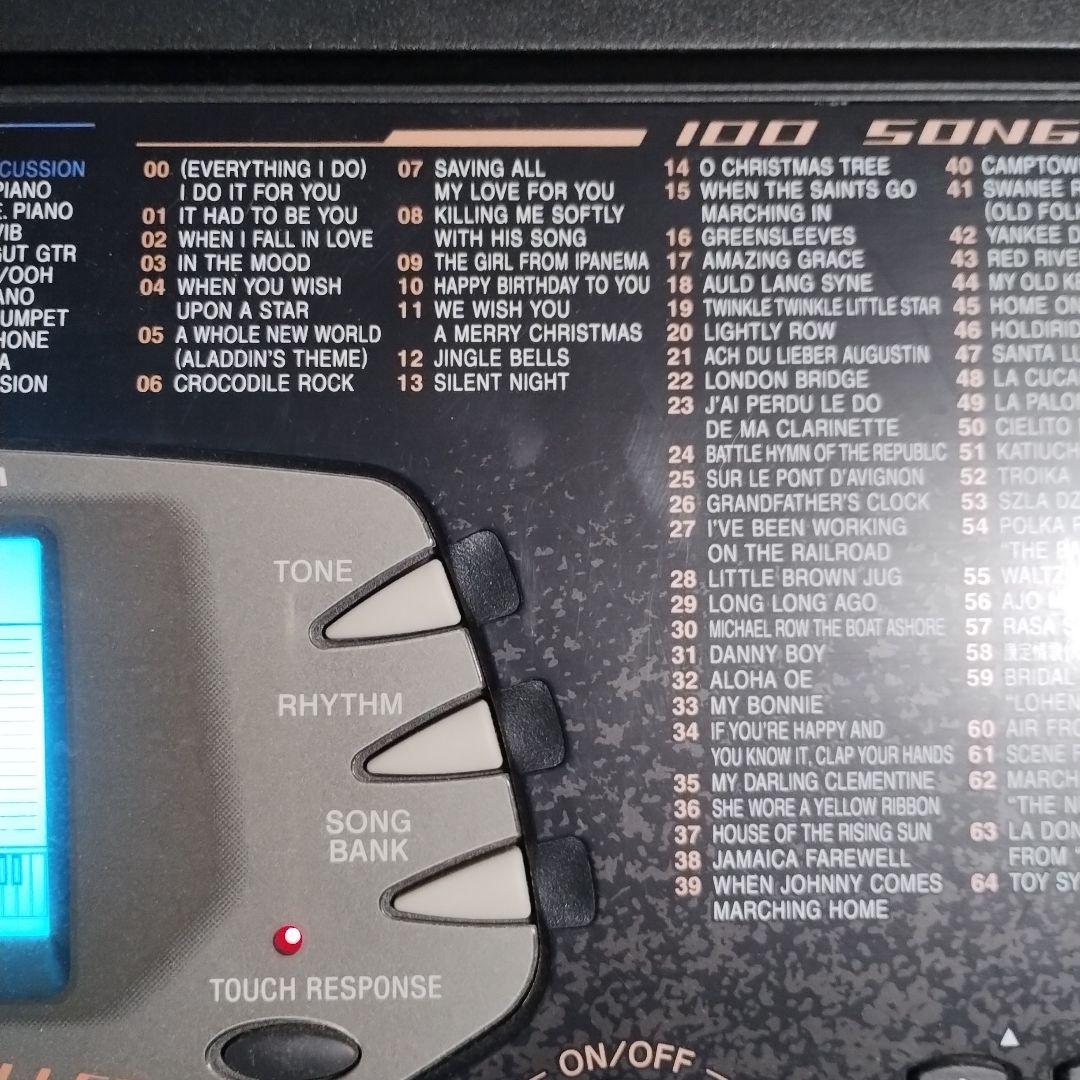 100 SONG
CUSSION
PIANO
E. PIANO
VIB
GUT GTR
/OOH
ANO
UMPET
HONE
A
SION
00 (EVERYTHING I DO)
I DO IT FOR YOU
01 IT HAD TO BE YOU
02 WHEN I FALL IN LOVE
03 IN THE MOOD
04 WHEN YOU WISH
UPON A STAR
05 A WHOLE NEW WORLD
(ALADDIN'S THEME)
06 CROCODILE ROCK
07 SAVING ALL
MY LOVE FOR YOU
08 KILLING ME SOFTLY
WITH HIS SONG
09 THE GIRL FROM IPANEMA
10 HAPPY BIRTHDAY TO YOU
11 WE WISH YOU
A MERRY CHRISTMAS
12 JINGLE BELLS
13 SILENT NIGHT
14 O CHRISTMAS TREE
15 WHEN THE SAINTS GO
MARCHING IN
16 GREENSLEEVES
17 AMAZING GRACE
18 AULD LANG SYNE
19 TWINKLE TWINKLE LITTLE STAR
20 LIGHTLY ROW
21 ACH DU LIEBER AUGUSTIN
22 LONDON BRIDGE
23 J'AI PERDU LE DO
DE MA CLARINETTE
24 BATTLE HYMN OF THE REPUBLIC
25 SUR LE PONT D'AVIGNON
26 GRANDFATHER'S CLOCK
27 I'VE BEEN WORKING
ON THE RAILROAD
28 LITTLE BROWN JUG
29 LONG LONG AGO
30 MICHAEL ROW THE BOAT ASHORE
31 DANNY BOY
32 ALOHA OE
33 MY BONNIE
34 IF YOU'RE HAPPY AND
YOU KNOW IT, CLAP YOUR HANDS
35 MY DARLING CLEMENTINE
36 SHE WORE A YELLOW RIBBON
37 HOUSE OF THE RISING SUN
38 JAMAICA FAREWELL
39 WHEN JOHNNY COMES
MARCHING HOME
40 CAMPTOW
41 SWANEE R
(OLD FOL
42 YANKEE D
43 RED RIVE
44 MY OLD KE
45 HOME ON
46 HOLDIRID
47 SANTA LU
48 LA CUCA
49 LA PALO
50 CIELITO
51 KATIUCH
52 TROIKA
53 SZLA DZ
54 POLKA
"THE
55 WALTZ
56 AJO
57 RASA S
58
59 BRIDAL
"LOHEN
60 AIR FRO
61 SCENE F
62 MARCH
"THE N
63 LA DON
FROM "
64 TOY SY
TONE
RHYTHM
SONG
BANK
TOUCH RESPONSE
ON/OFF